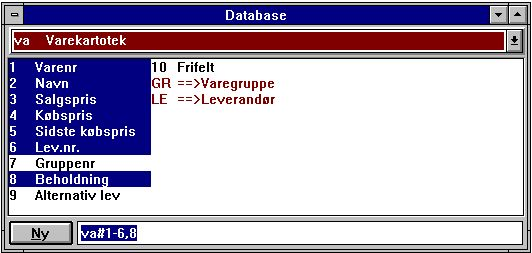 Database
va Varekartotek
1 Varenr
2 Navn
3 Salgspris
4 Købspris
5 Sidste købspris
6 Lev.nr.
7 Gruppenr
8 Beholdning
9 Alternativ lev
10 Frifelt
GR ==>Varegruppe
LE ==>Leverandør
Ny va#1-6,8